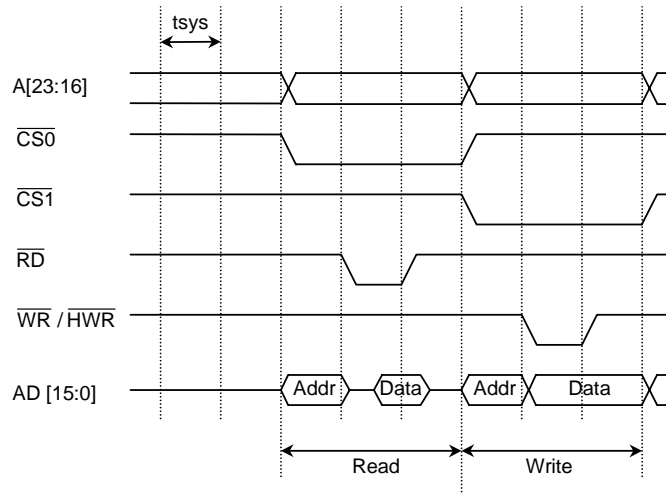 tsys
A[23:16]
CS0
CS1
RD
WR / HWR
AD [15:0] Addr Data Addr Data
Read Write